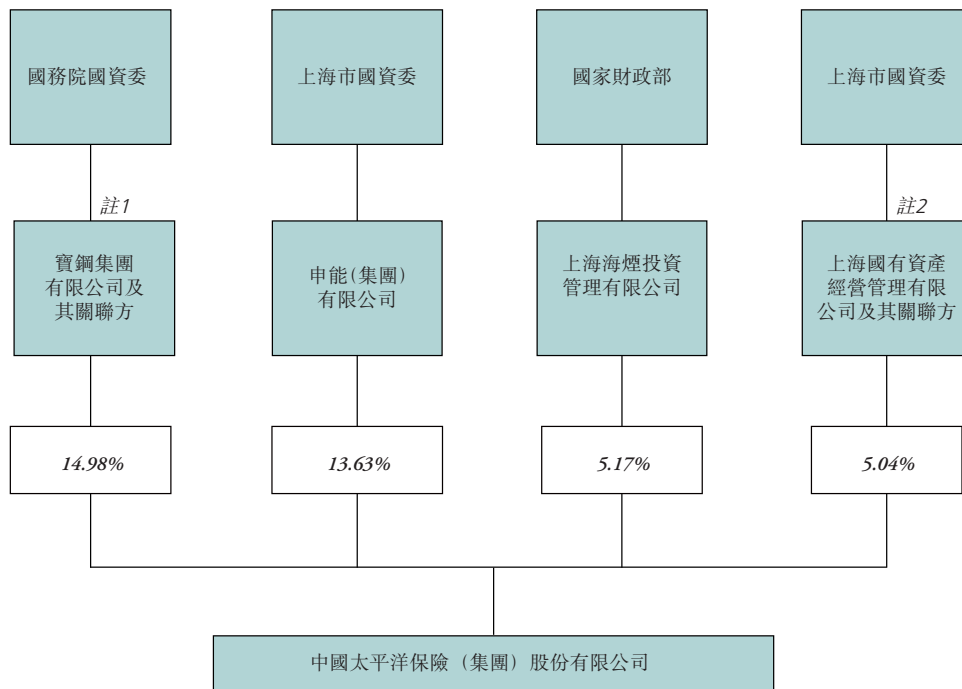 國務院國資委
上海市國資委
國家財政部
上海市國資委
註1
註2
寶鋼集團
有限公司及
其關聯方
申能(集團)
有限公司
上海海煙投資
管理有限公司
上海國有資產
經營管理有限
公司及其關聯方
14.98%
13.63%
5.17%
5.04%
中國太平洋保險（集團）股份有限公司